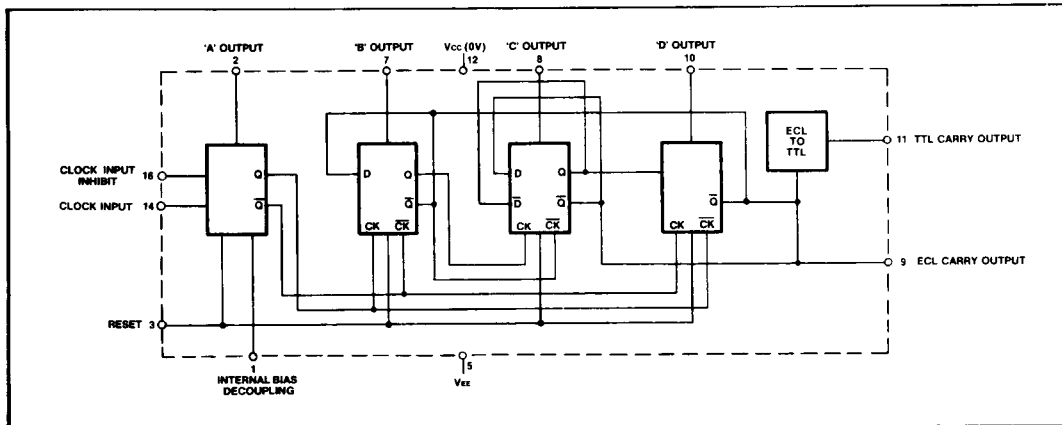 'A' OUTPUT
2
'B' OUTPUT
7
Vcc (0V)
12
'C' OUTPUT
8
'D' OUTPUT
10
ECL
TO
TTL
11 TTL CARRY OUTPUT
CLOCK INPUT
INHIBIT 16
CLOCK INPUT 14
Q
Q̅
D Q
Q̅
CK C̅K̅
D Q
D̅ Q̅
CK C̅K̅
Q̅
CK C̅K̅
9 ECL CARRY OUTPUT
RESET 3
1
INTERNAL BIAS
DECOUPLING
5
VEE